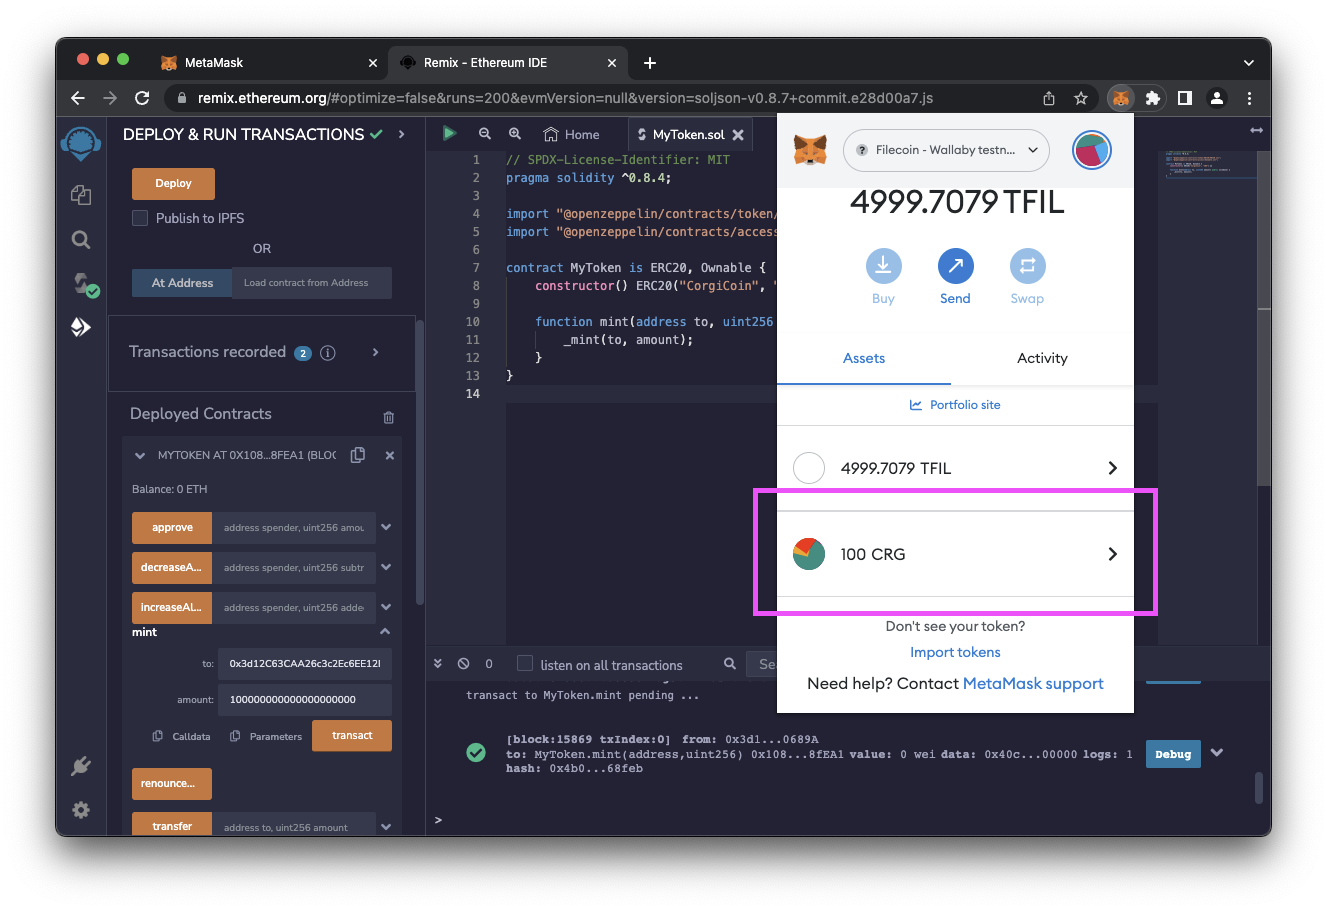 MetaMask
Remix - Ethereum IDE
remix.ethereum.org/#optimize=false&runs=200&evmVersion=null&version=soljson-v0.8.7+commit.e28d00a7.js
DEPLOY & RUN TRANSACTIONS
Deploy
Publish to IPFS
OR
At Address
Load contract from Address
Transactions recorded 2 i
Deployed Contracts
MYTOKEN AT 0X108...8FEA1 (BLOC
Balance: 0 ETH
approve address spender, uint256 amou
decreaseA... address spender, uint256 subtr
increaseAl... address spender, uint256 adde
mint
to: 0x3d12C63CAA26c3c2Ec6EE12
amount: 100000000000000000000
Calldata Parameters transact
renounce...
transfer address to, uint256 amount
Home MyToken.sol
1 // SPDX-License-Identifier: MIT
2 pragma solidity ^0.8.4;
3
4 import "@openzeppelin/contracts/token/
5 import "@openzeppelin/contracts/access
6
7 contract MyToken is ERC20, Ownable {
8 constructor() ERC20("CorgiCoin", "
9
10 function mint(address to, uint256
11 _mint(to, amount);
12 }
13 }
14
0 listen on all transactions Sea
transact to MyToken.mint pending ...
[block:15869 txIndex:0] from: 0x3d1...0689A
to: MyToken.mint(address,uint256) 0x108...8fEA1 value: 0 wei data: 0x40c...00000 logs: 1
hash: 0x4b0...68feb
Debug
>
? Filecoin - Wallaby testn...
4999.7079 TFIL
Buy
Send
Swap
Assets
Activity
Portfolio site
4999.7079 TFIL
100 CRG
Don't see your token?
Import tokens
Need help? Contact MetaMask support